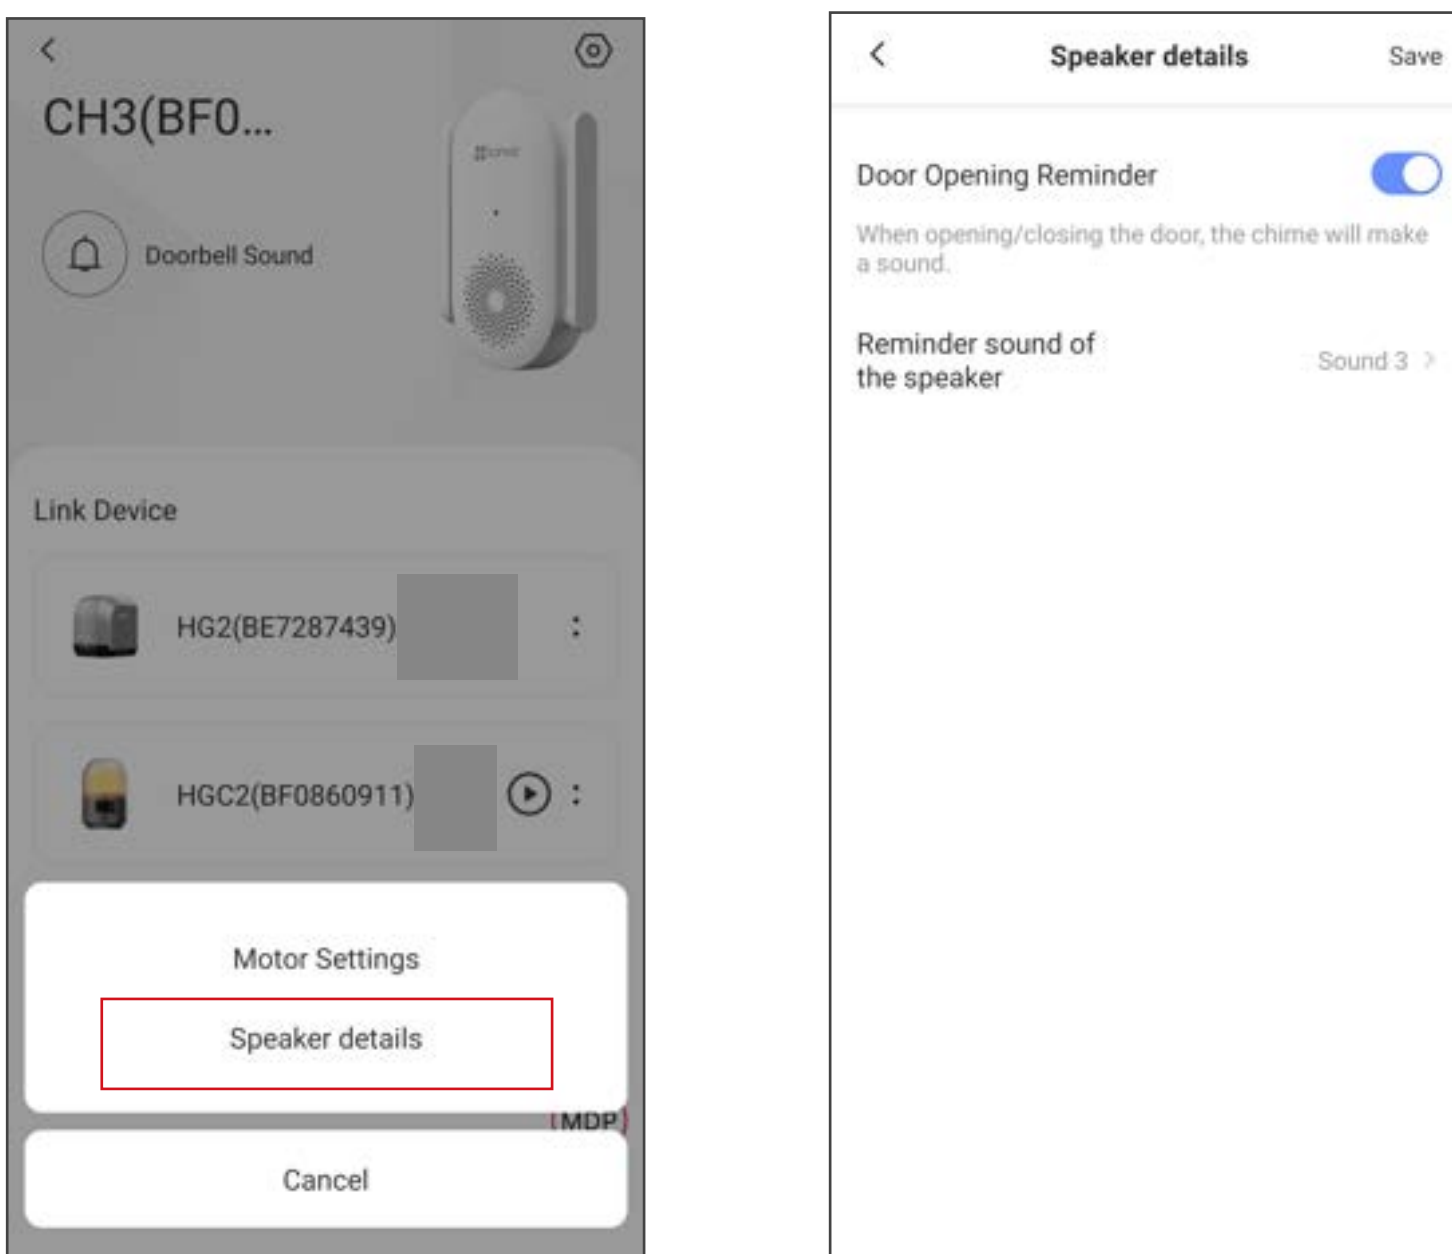 CH3(BF0...
Doorbell Sound
Link Device
HG2(BE7287439)
HGC2(BF0860911)
Motor Settings
Speaker details
(MDP)
Cancel
Speaker details
Save
Door Opening Reminder
When opening/closing the door, the chime will make
a sound.
Reminder sound of
the speaker
Sound 3